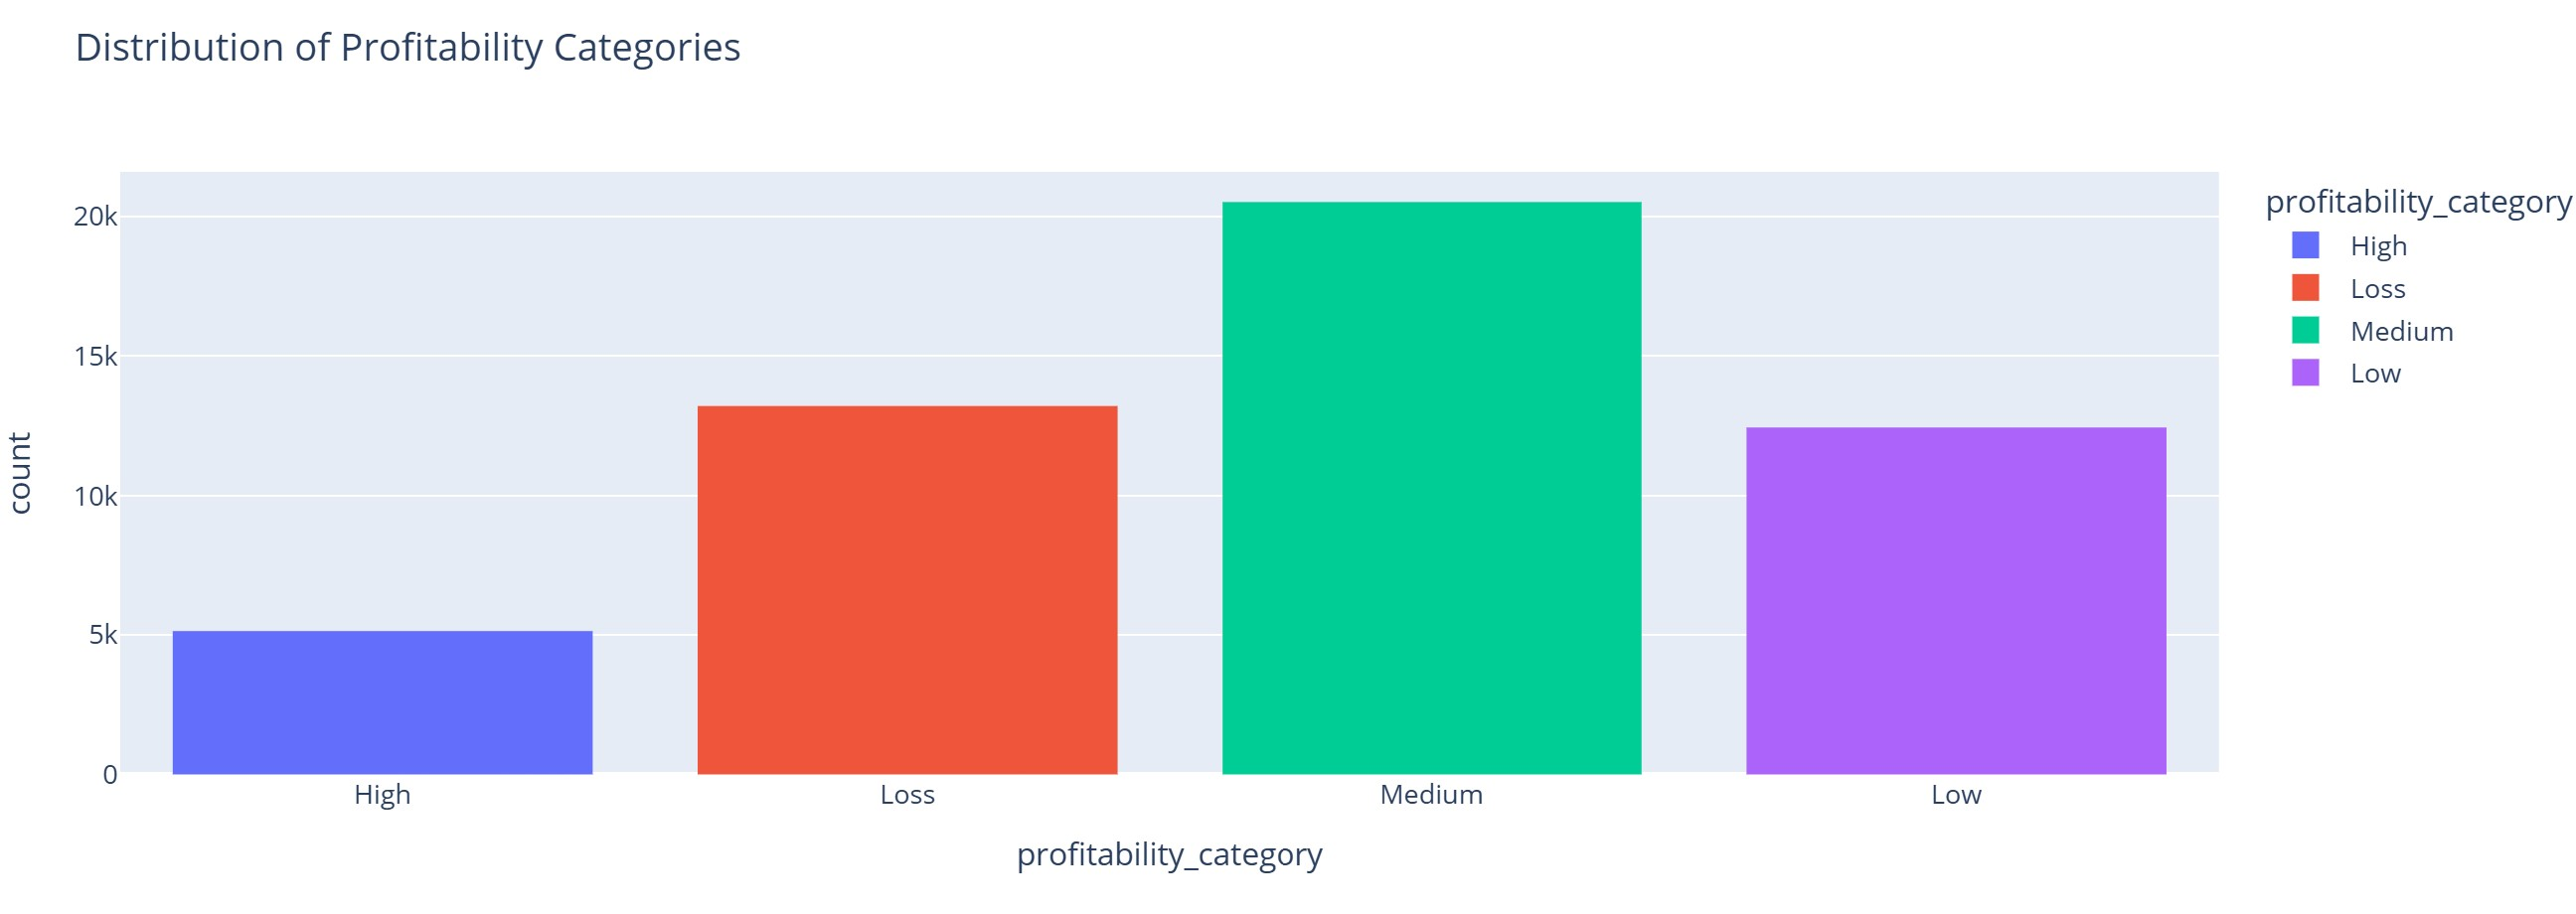 Distribution of Profitability Categories
20k
15k
10k
5k
0
count
High
Loss
Medium
Low
profitability_category
profitability_category
High
Loss
Medium
Low